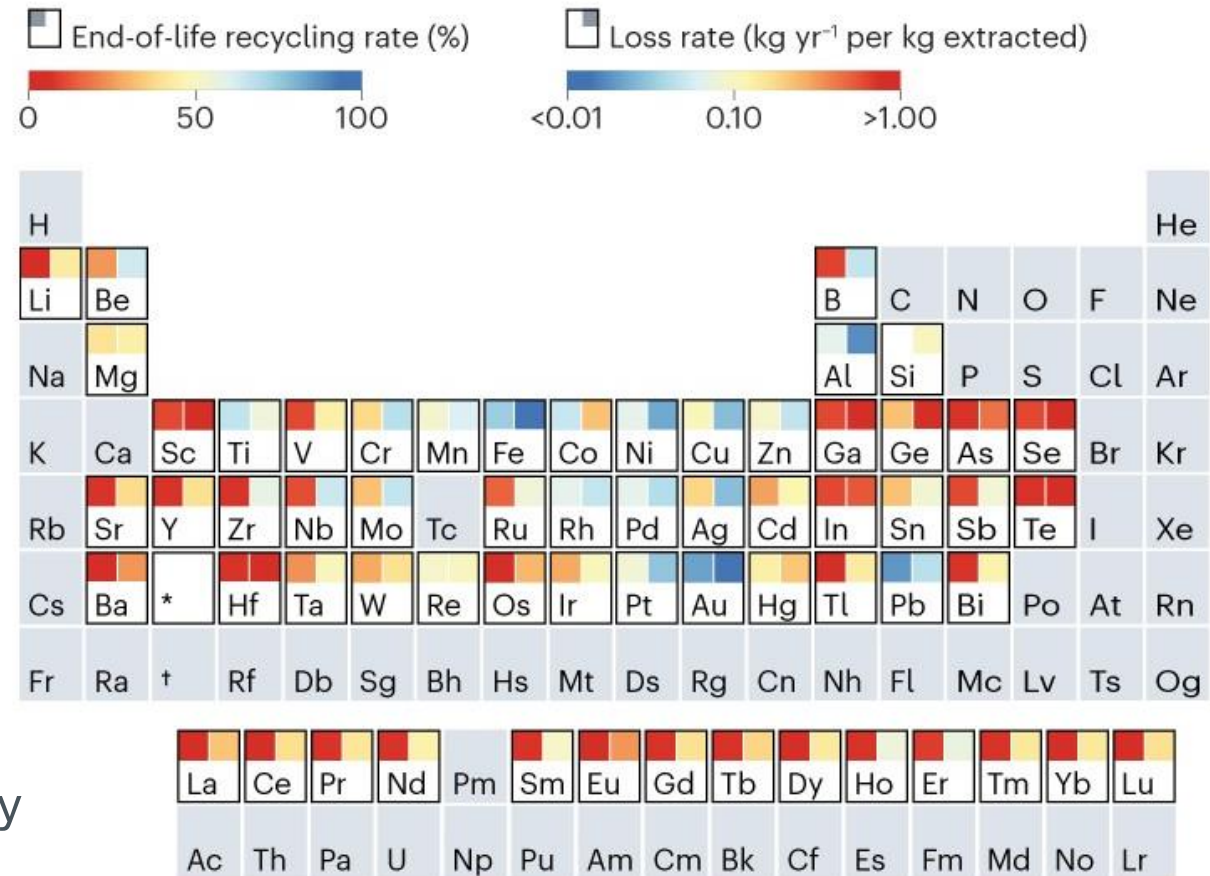 End-of-life recycling rate (%) Loss rate (kg yr⁻¹ per kg extracted)
0 50 100 <0.01 0.10 >1.00
H He
Li Be B C N O F Ne
Na Mg Al Si P S Cl Ar
K Ca Sc Ti V Cr Mn Fe Co Ni Cu Zn Ga Ge As Se Br Kr
Rb Sr Y Zr Nb Mo Tc Ru Rh Pd Ag Cd In Sn Sb Te I Xe
Cs Ba * Hf Ta W Re Os Ir Pt Au Hg Tl Pb Bi Po At Rn
Fr Ra † Rf Db Sg Bh Hs Mt Ds Rg Cn Nh Fl Mc Lv Ts Og
La Ce Pr Nd Pm Sm Eu Gd Tb Dy Ho Er Tm Yb Lu
y
Ac Th Pa U Np Pu Am Cm Bk Cf Es Fm Md No Lr